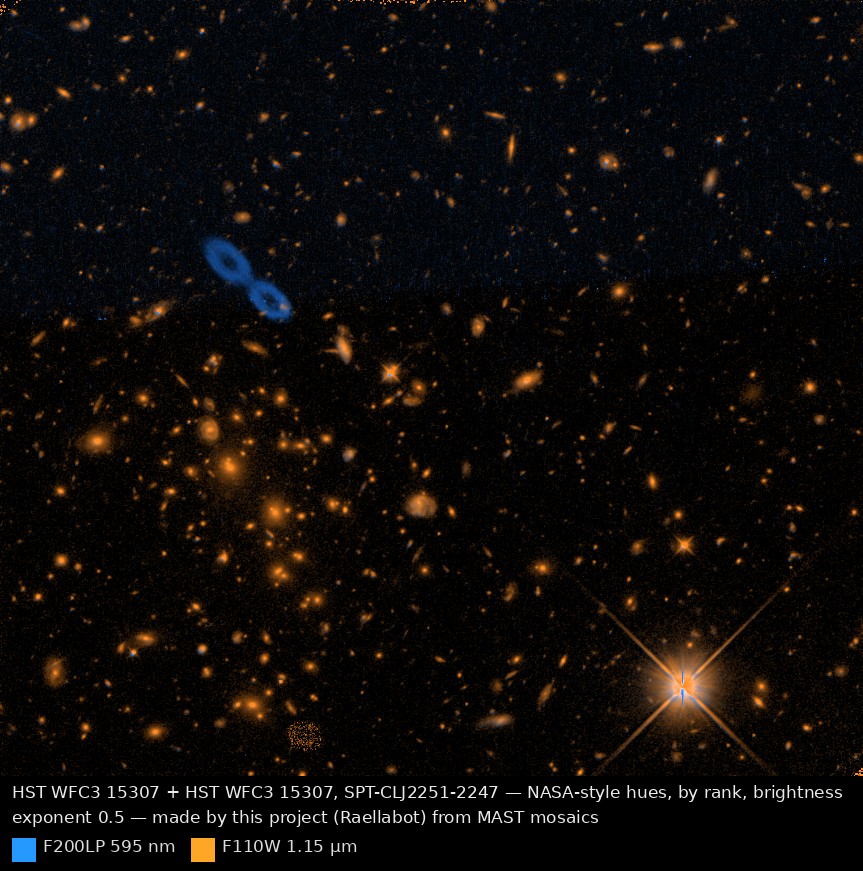 HST WFC3 15307 + HST WFC3 15307, SPT-CLJ2251-2247 — NASA-style hues, by rank, brightness
exponent 0.5 — made by this project (Raellabot) from MAST mosaics
F200LP 595 nm F110W 1.15 µm